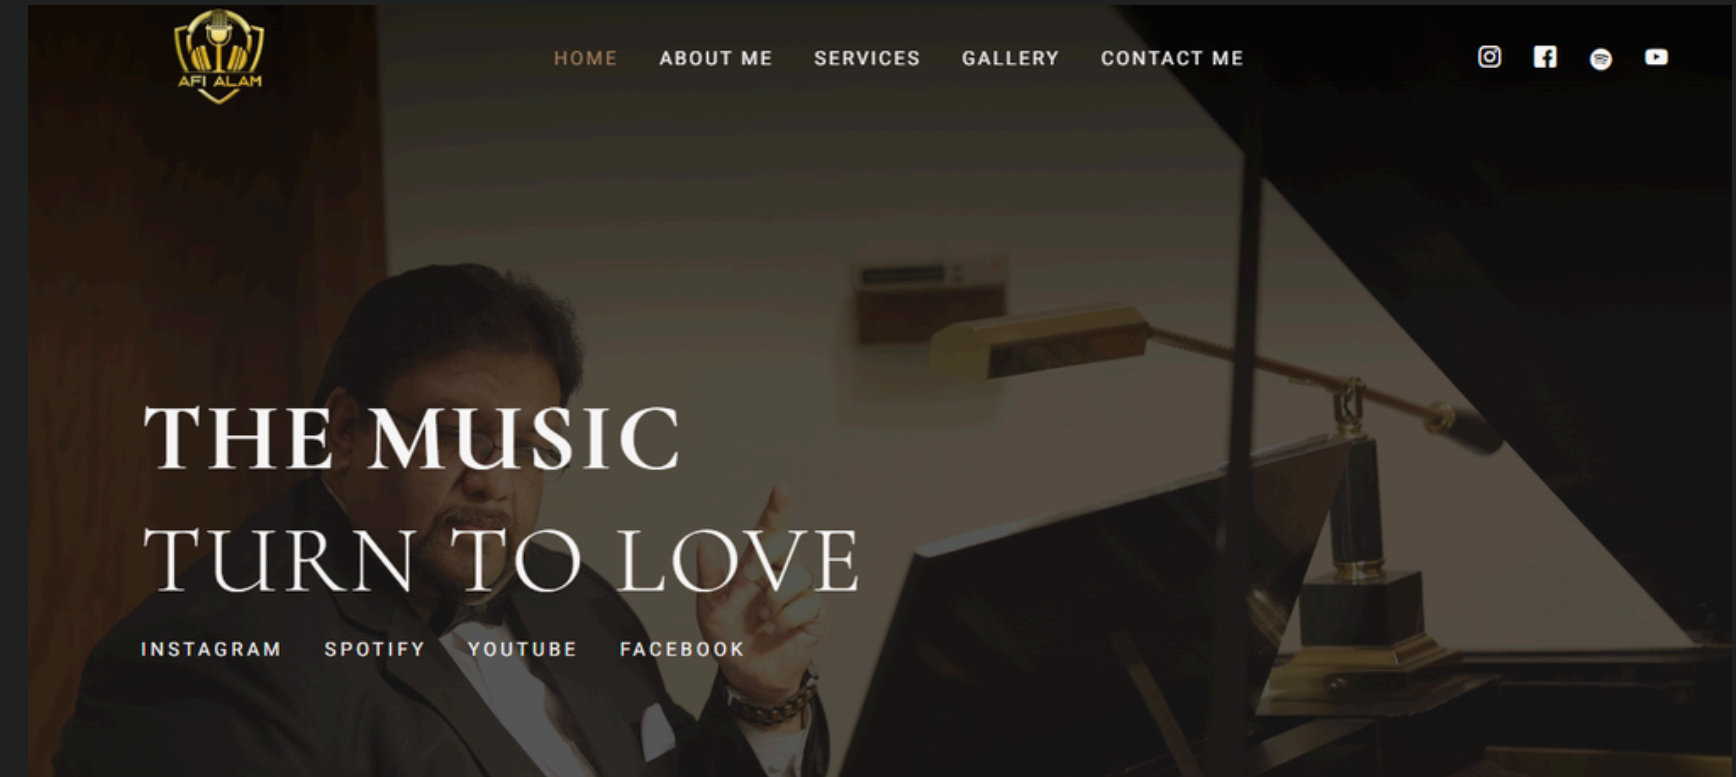 AFI ALAM
HOME ABOUT ME SERVICES GALLERY CONTACT ME
THE MUSIC
TURN TO LOVE
INSTAGRAM SPOTIFY YOUTUBE FACEBOOK